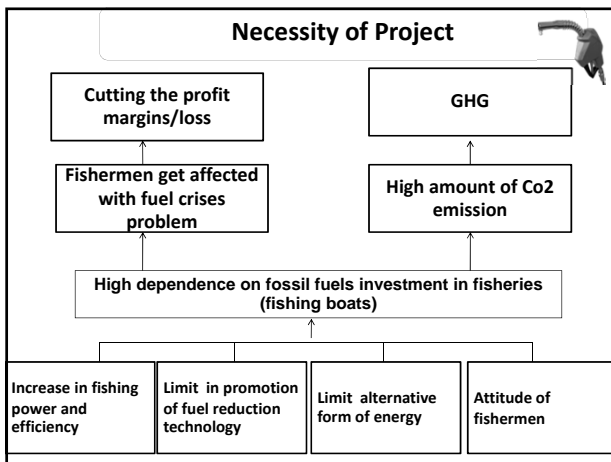 Necessity of Project
Cutting the profit
margins/loss
GHG
Fishermen get affected
with fuel crises
problem
High amount of Co2
emission
High dependence on fossil fuels investment in fisheries
(fishing boats)
Increase in fishing
power and
efficiency
Limit in promotion
of fuel reduction
technology
Limit alternative
form of energy
Attitude of
fishermen